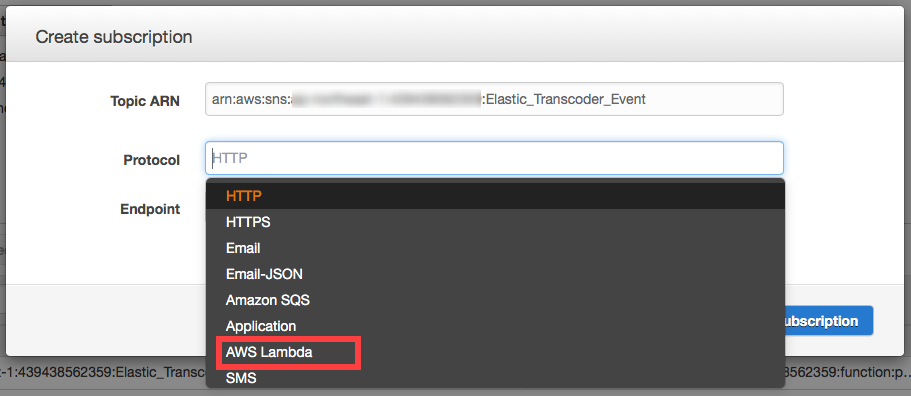 Create subscription
Topic ARN
arn:aws:sns: :Elastic_Transcoder_Event
Protocol
HTTP
Endpoint
HTTP
HTTPS
Email
Email-JSON
Amazon SQS
Application
AWS Lambda
SMS
ubscription
-1:439438562359:Elastic_Transc
8562359:function:p...